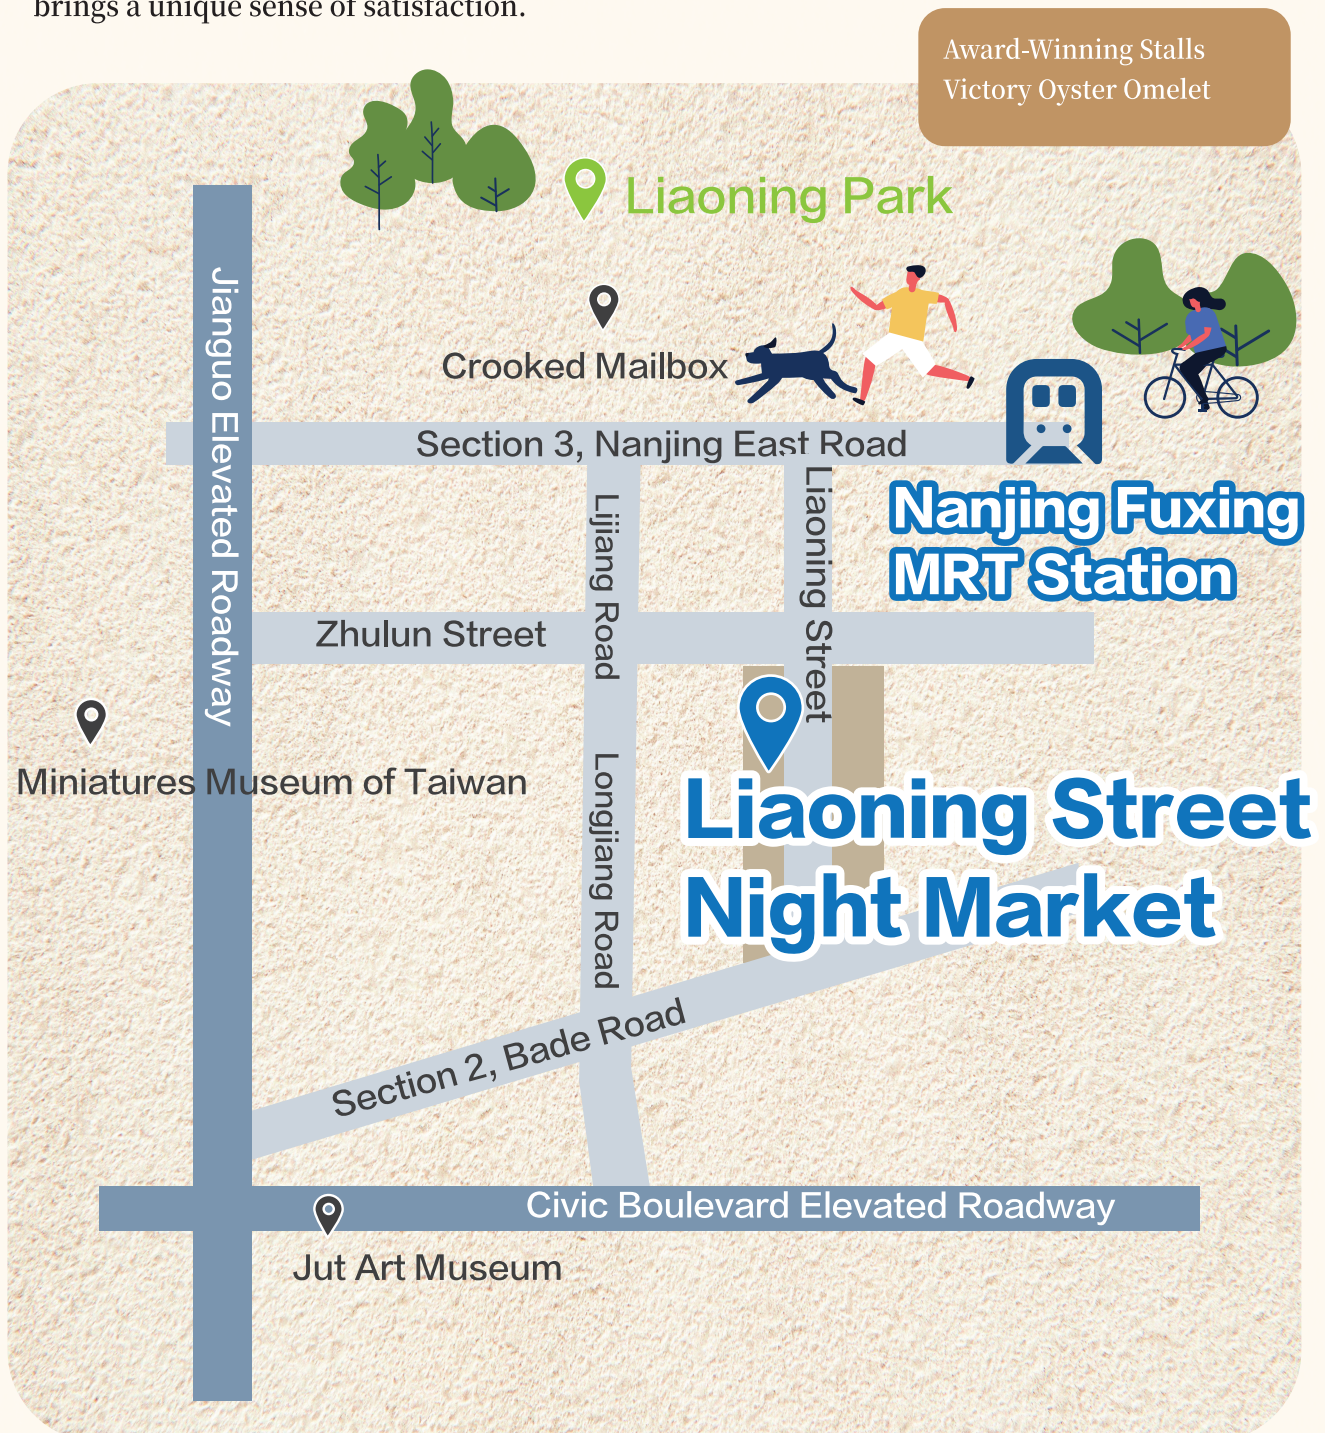 brings a unique sense of satisfaction.
Award-Winning Stalls
Victory Oyster Omelet
Liaoning Park
Jianguo Elevated Roadway
Crooked Mailbox
Section 3, Nanjing East Road
Nanjing Fuxing
MRT Station
Lijiang Road
Liaoning Street
Zhulun Street
Miniatures Museum of Taiwan
Longjiang Road
Liaoning Street
Night Market
Section 2, Bade Road
Civic Boulevard Elevated Roadway
Jut Art Museum